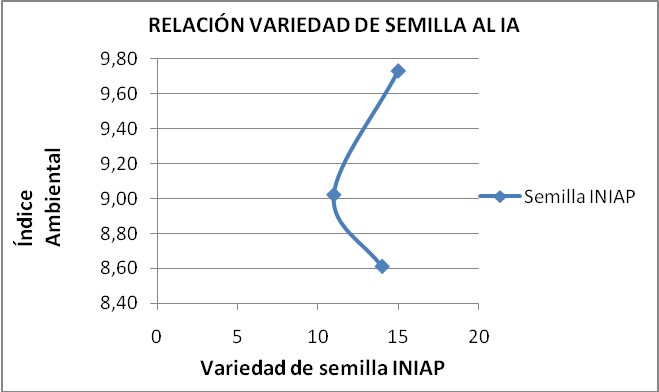 RELACIÓN VARIEDAD DE SEMILLA AL IA
9,80
9,60
9,40
9,20
9,00
8,80
8,60
8,40
Índice
Ambiental
0 5 10 15 20
Variedad de semilla INIAP
Semilla INIAP